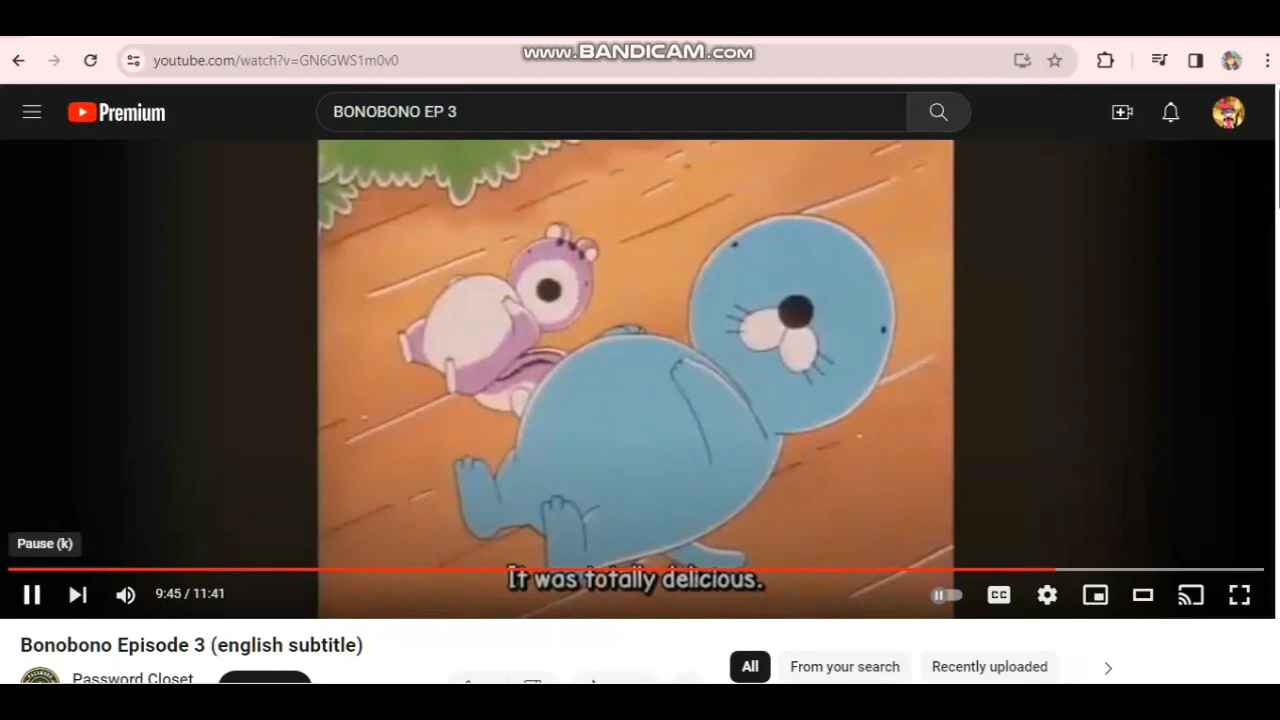 www.BANDICAM.com
youtube.com/watch?v=GN6GWS1m0v0
Premium
BONOBONO EP 3
Pause (k)
It was totally delicious.
9:45 / 11:41
CC
Bonobono Episode 3 (english subtitle)
Password Closet
All
From your search
Recently uploaded